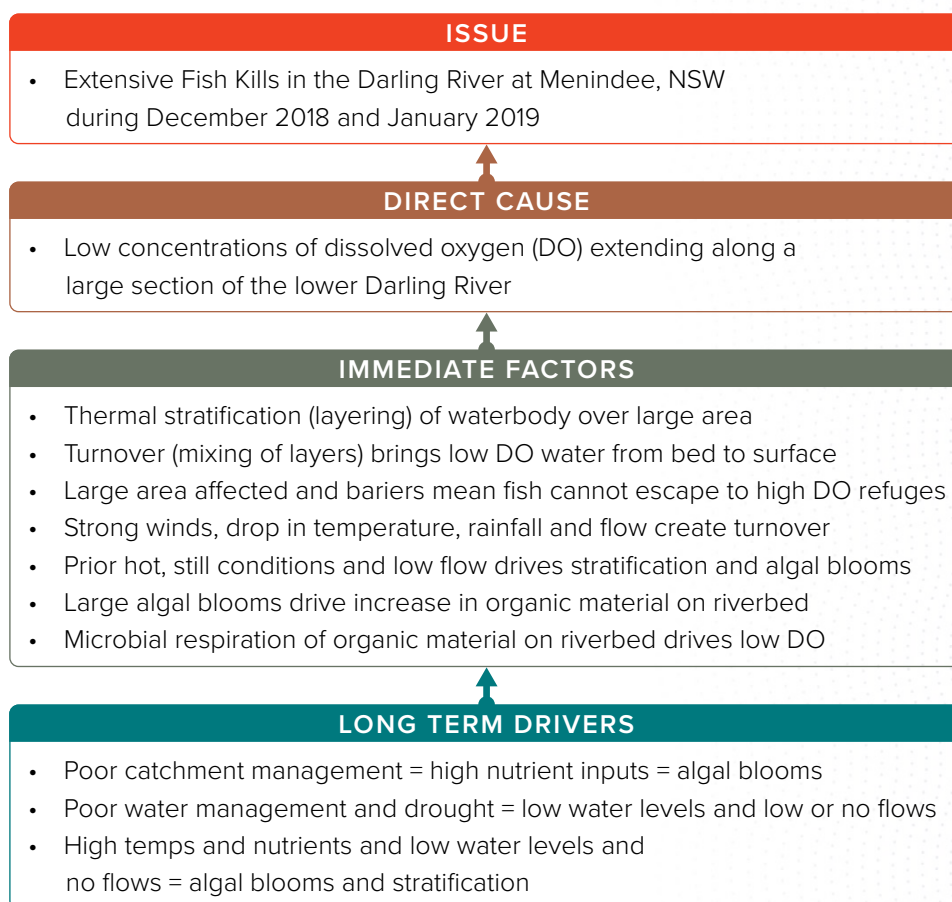 ISSUE
• Extensive Fish Kills in the Darling River at Menindee, NSW
during December 2018 and January 2019
DIRECT CAUSE
• Low concentrations of dissolved oxygen (DO) extending along a
large section of the lower Darling River
IMMEDIATE FACTORS
• Thermal stratification (layering) of waterbody over large area
• Turnover (mixing of layers) brings low DO water from bed to surface
• Large area affected and bariers mean fish cannot escape to high DO refuges
• Strong winds, drop in temperature, rainfall and flow create turnover
• Prior hot, still conditions and low flow drives stratification and algal blooms
• Large algal blooms drive increase in organic material on riverbed
• Microbial respiration of organic material on riverbed drives low DO
LONG TERM DRIVERS
• Poor catchment management = high nutrient inputs = algal blooms
• Poor water management and drought = low water levels and low or no flows
• High temps and nutrients and low water levels and
no flows = algal blooms and stratification